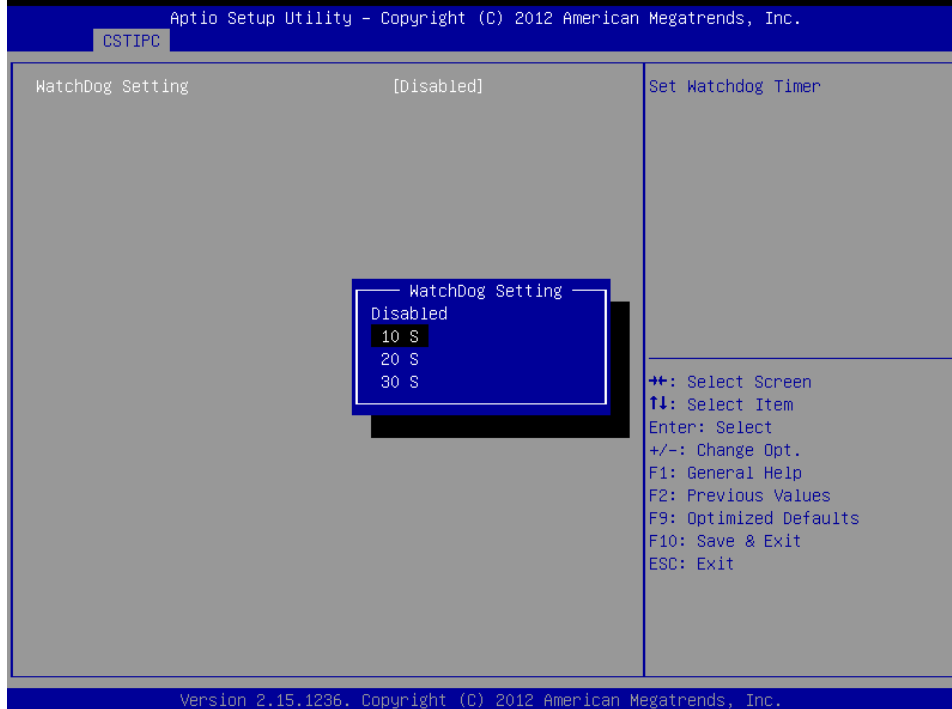 Aptio Setup Utility – Copyright (C) 2012 American Megatrends, Inc.
CSTIPC
WatchDog Setting [Disabled]
Set Watchdog Timer
WatchDog Setting
Disabled
10 S
20 S
30 S
→←: Select Screen
↑↓: Select Item
Enter: Select
+/-: Change Opt.
F1: General Help
F2: Previous Values
F9: Optimized Defaults
F10: Save & Exit
ESC: Exit
Version 2.15.1236. Copyright (C) 2012 American Megatrends, Inc.